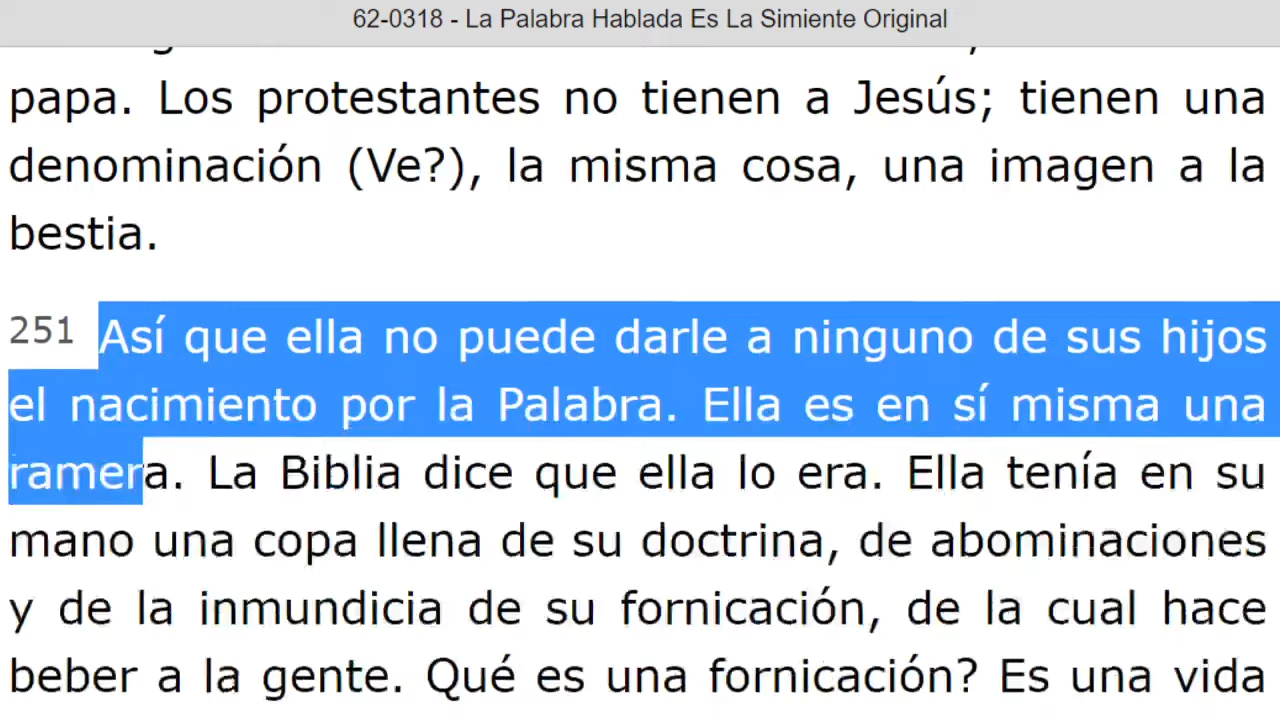 62-0318 - La Palabra Hablada Es La Simiente Original
papa. Los protestantes no tienen a Jesús; tienen una
denominación (Ve?), la misma cosa, una imagen a la
bestia.
251 Así que ella no puede darle a ninguno de sus hijos
el nacimiento por la Palabra. Ella es en sí misma una
ramera. La Biblia dice que ella lo era. Ella tenía en su
mano una copa llena de su doctrina, de abominaciones
y de la inmundicia de su fornicación, de la cual hace
beber a la gente. Qué es una fornicación? Es una vida